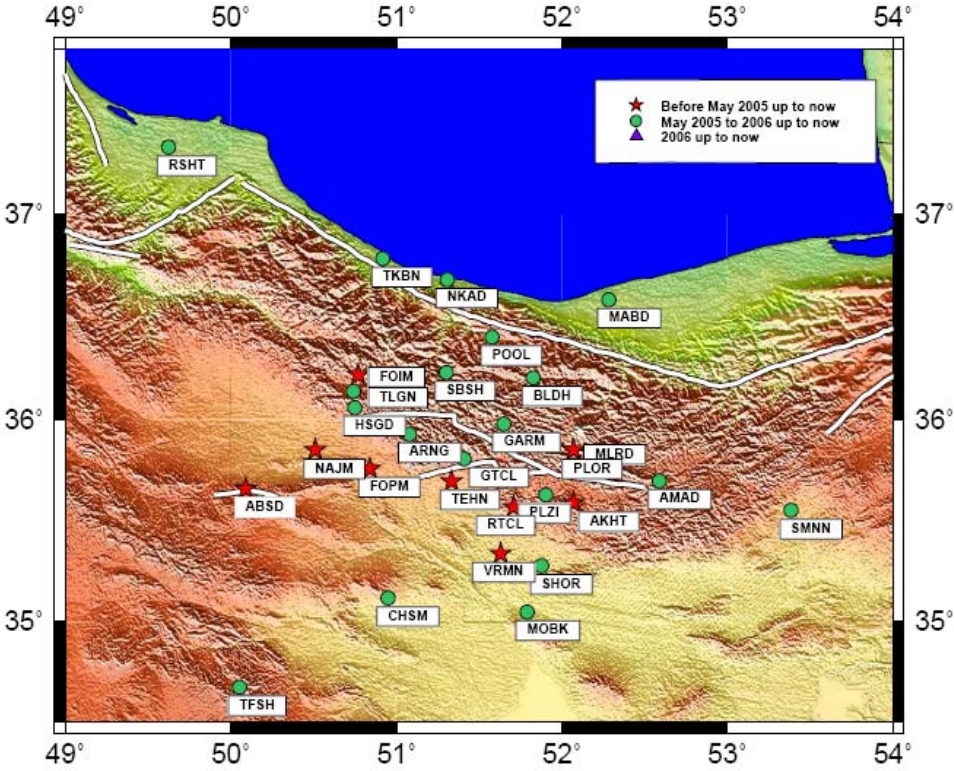 49° 50° 51° 52° 53° 54°
Before May 2005 up to now
May 2005 to 2006 up to now
2006 up to now
RSHT
37° 37°
TKBN
NKAD
MABD
POOL
FOIM
SBSH
TLGN
BLDH
36° 36°
HSGD
GARM
ARNG
MLRD
NAJM
PLOR
GTCL
FOPM
TEHN
AMAD
ABSD
PLZI
AKHT
RTCL
SMNN
VRMN
SHOR
CHSM
35° 35°
MOBK
TFSH
49° 50° 51° 52° 53° 54°